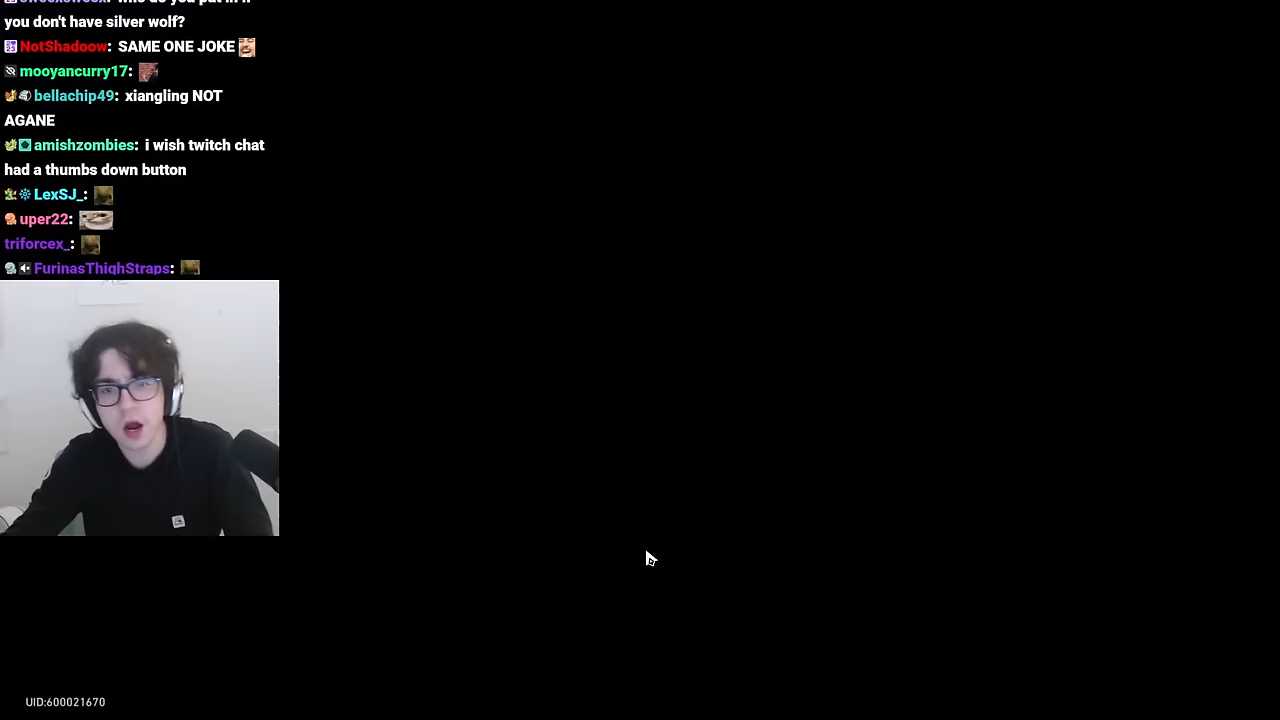 you don't have silver wolf?
NotShadoow: SAME ONE JOKE
mooyancurry17:
bellachip49: xiangling NOT
AGANE
amishzombies: i wish twitch chat
had a thumbs down button
LexSJ_:
uper22:
triforcex_:
FurinasThighStraps:
UID:600021670